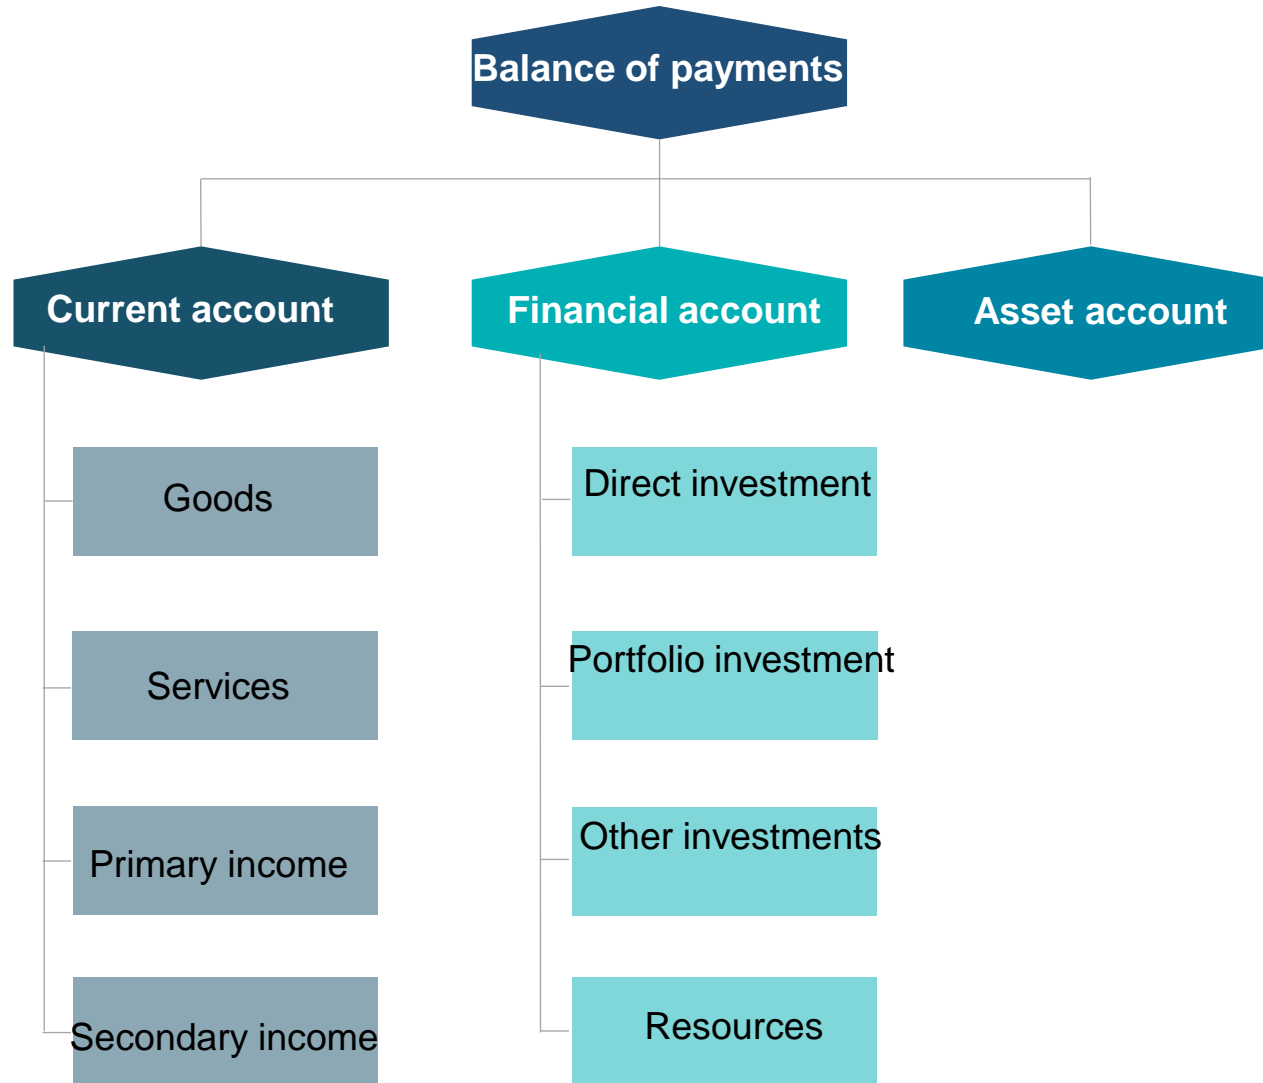 Balance of payments
Current account
Financial account
Asset account
Goods
Services
Primary income
Secondary income
Direct investment
Portfolio investment
Other investments
Resources